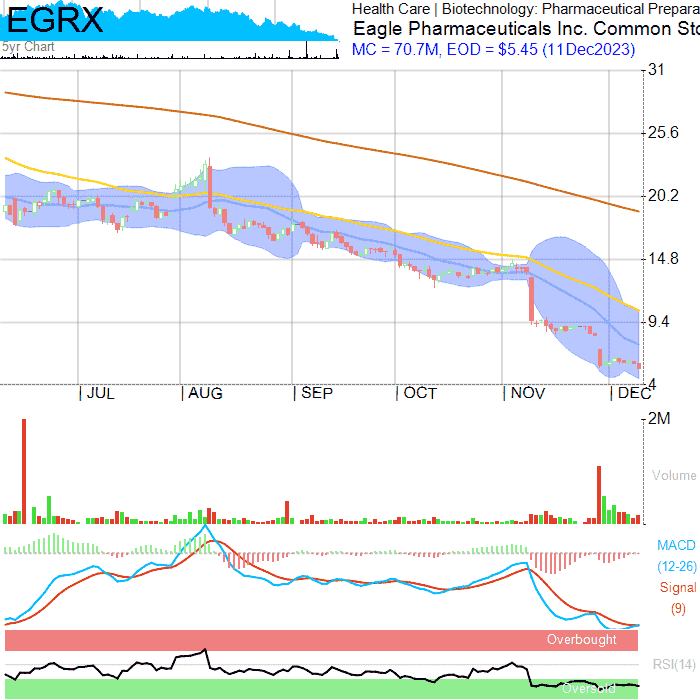 EGRX
5yr Chart
Health Care | Biotechnology: Pharmaceutical Prepara
Eagle Pharmaceuticals Inc. Common Sto
MC = 70.7M, EOD = $5.45 (11Dec2023)
31
25.6
20.2
14.8
9.4
4
JUL AUG SEP OCT NOV DEC
2M
Volume
MACD
(12-26)
Signal
(9)
Overbought
RSI(14)
Oversold